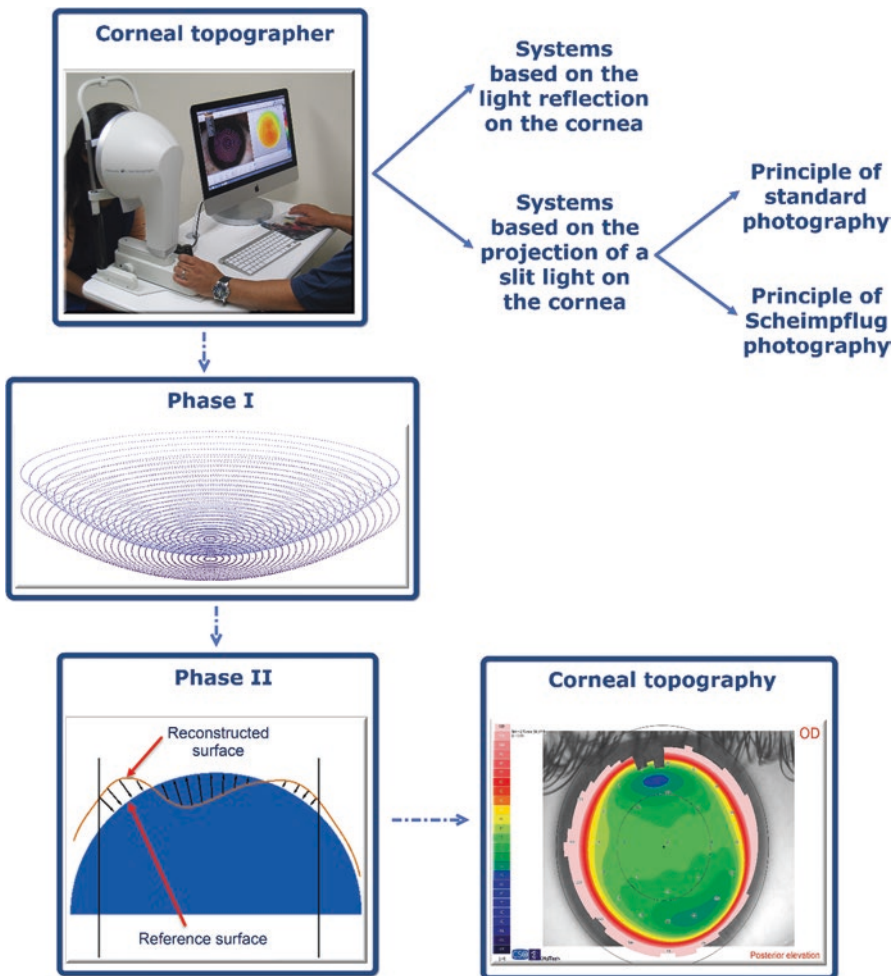 Corneal topographer
Systems
based on the
light reflection
on the cornea
Systems
based on the
projection of a
slit light on
the cornea
Principle of
standard
photography
Principle of
Scheimpflug
photography
Phase I
Phase II
Reconstructed
surface
Reference surface
Corneal topography
OD
Posterior elevation